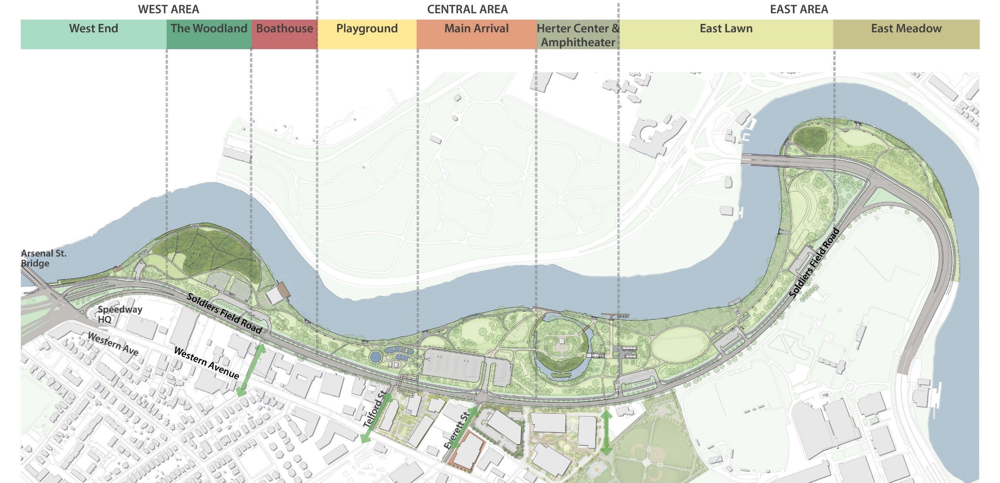 WEST AREA
CENTRAL AREA
EAST AREA
West End
The Woodland
Boathouse
Playground
Main Arrival
Herter Center &
Amphitheater
East Lawn
East Meadow
Arsenal St.
Bridge
Speedway
HQ
Soldiers Field Road
Western Ave
Western Avenue
Telford St
Everett St
Soldiers Field Road